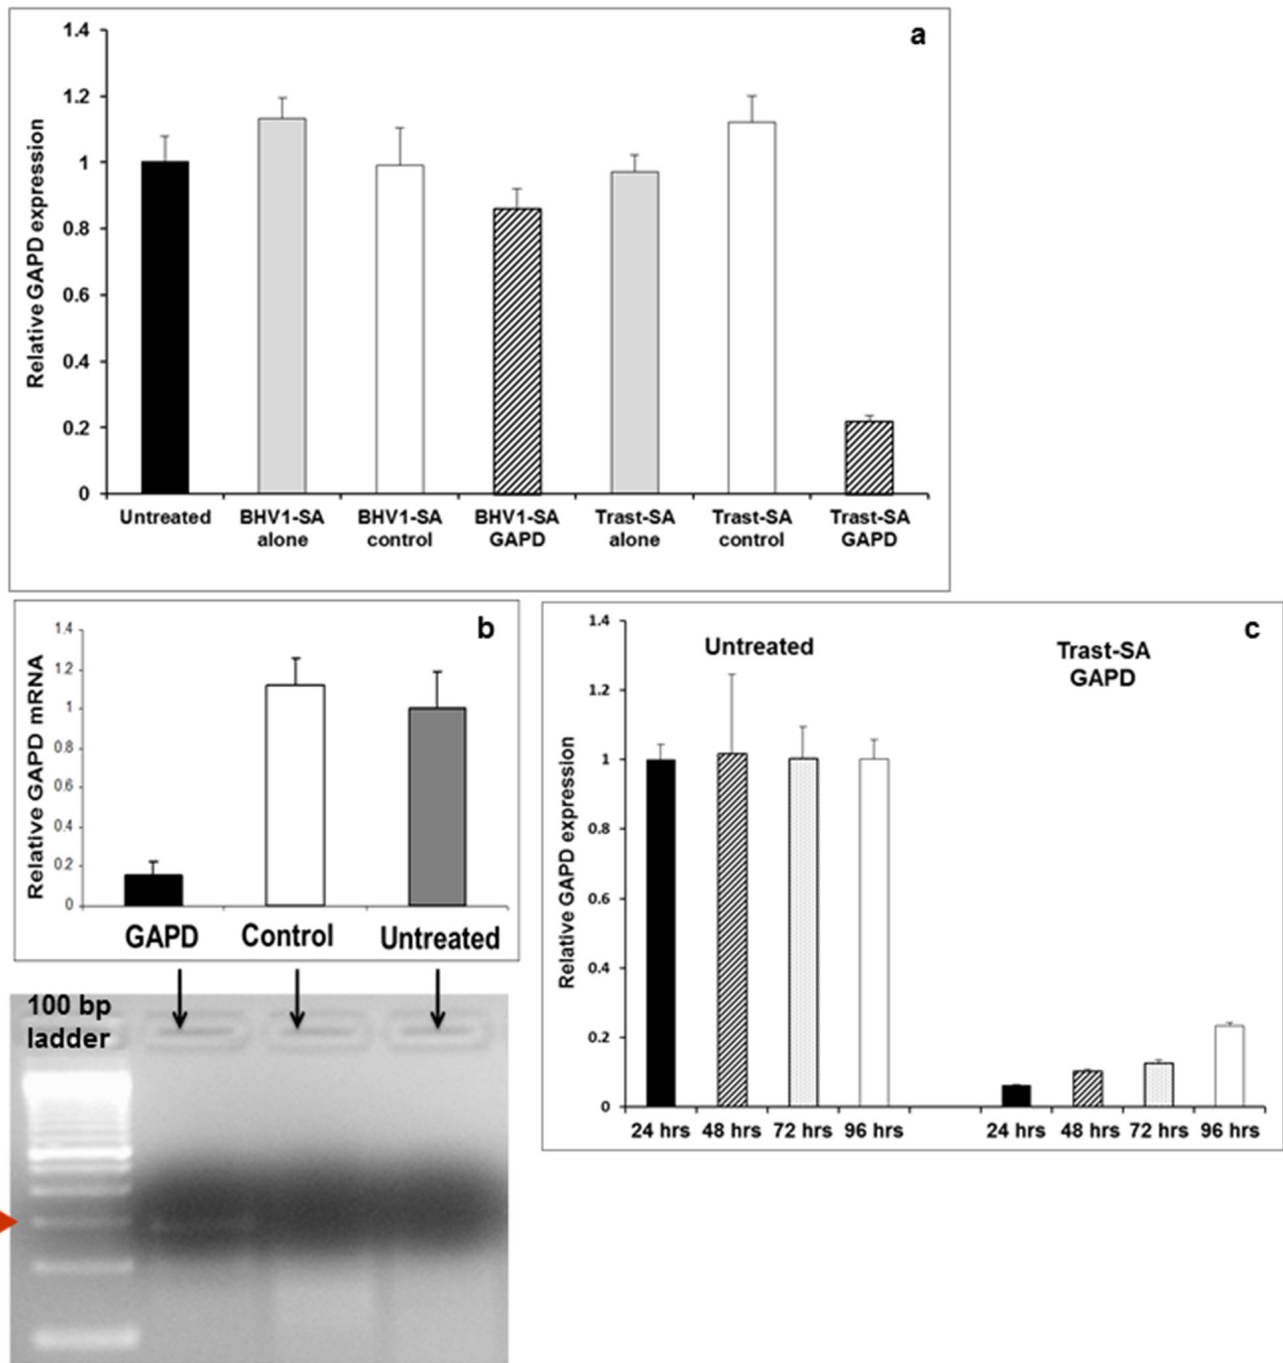 a
1.4
1.2
1
0.8
0.6
0.4
0.2
0
Relative GAPD expression
Untreated
BHV1-SA
alone
BHV1-SA
control
BHV1-SA
GAPD
Trast-SA
alone
Trast-SA
control
Trast-SA
GAPD
b
1.4
1.2
1
0.8
0.6
0.4
0.2
0
Relative GAPD mRNA
GAPD Control Untreated
100 bp
ladder
c
1.4
1.2
1
0.8
0.6
0.4
0.2
0
Relative GAPD expression
Untreated
Trast-SA
GAPD
24 hrs 48 hrs 72 hrs 96 hrs 24 hrs 48 hrs 72 hrs 96 hrs